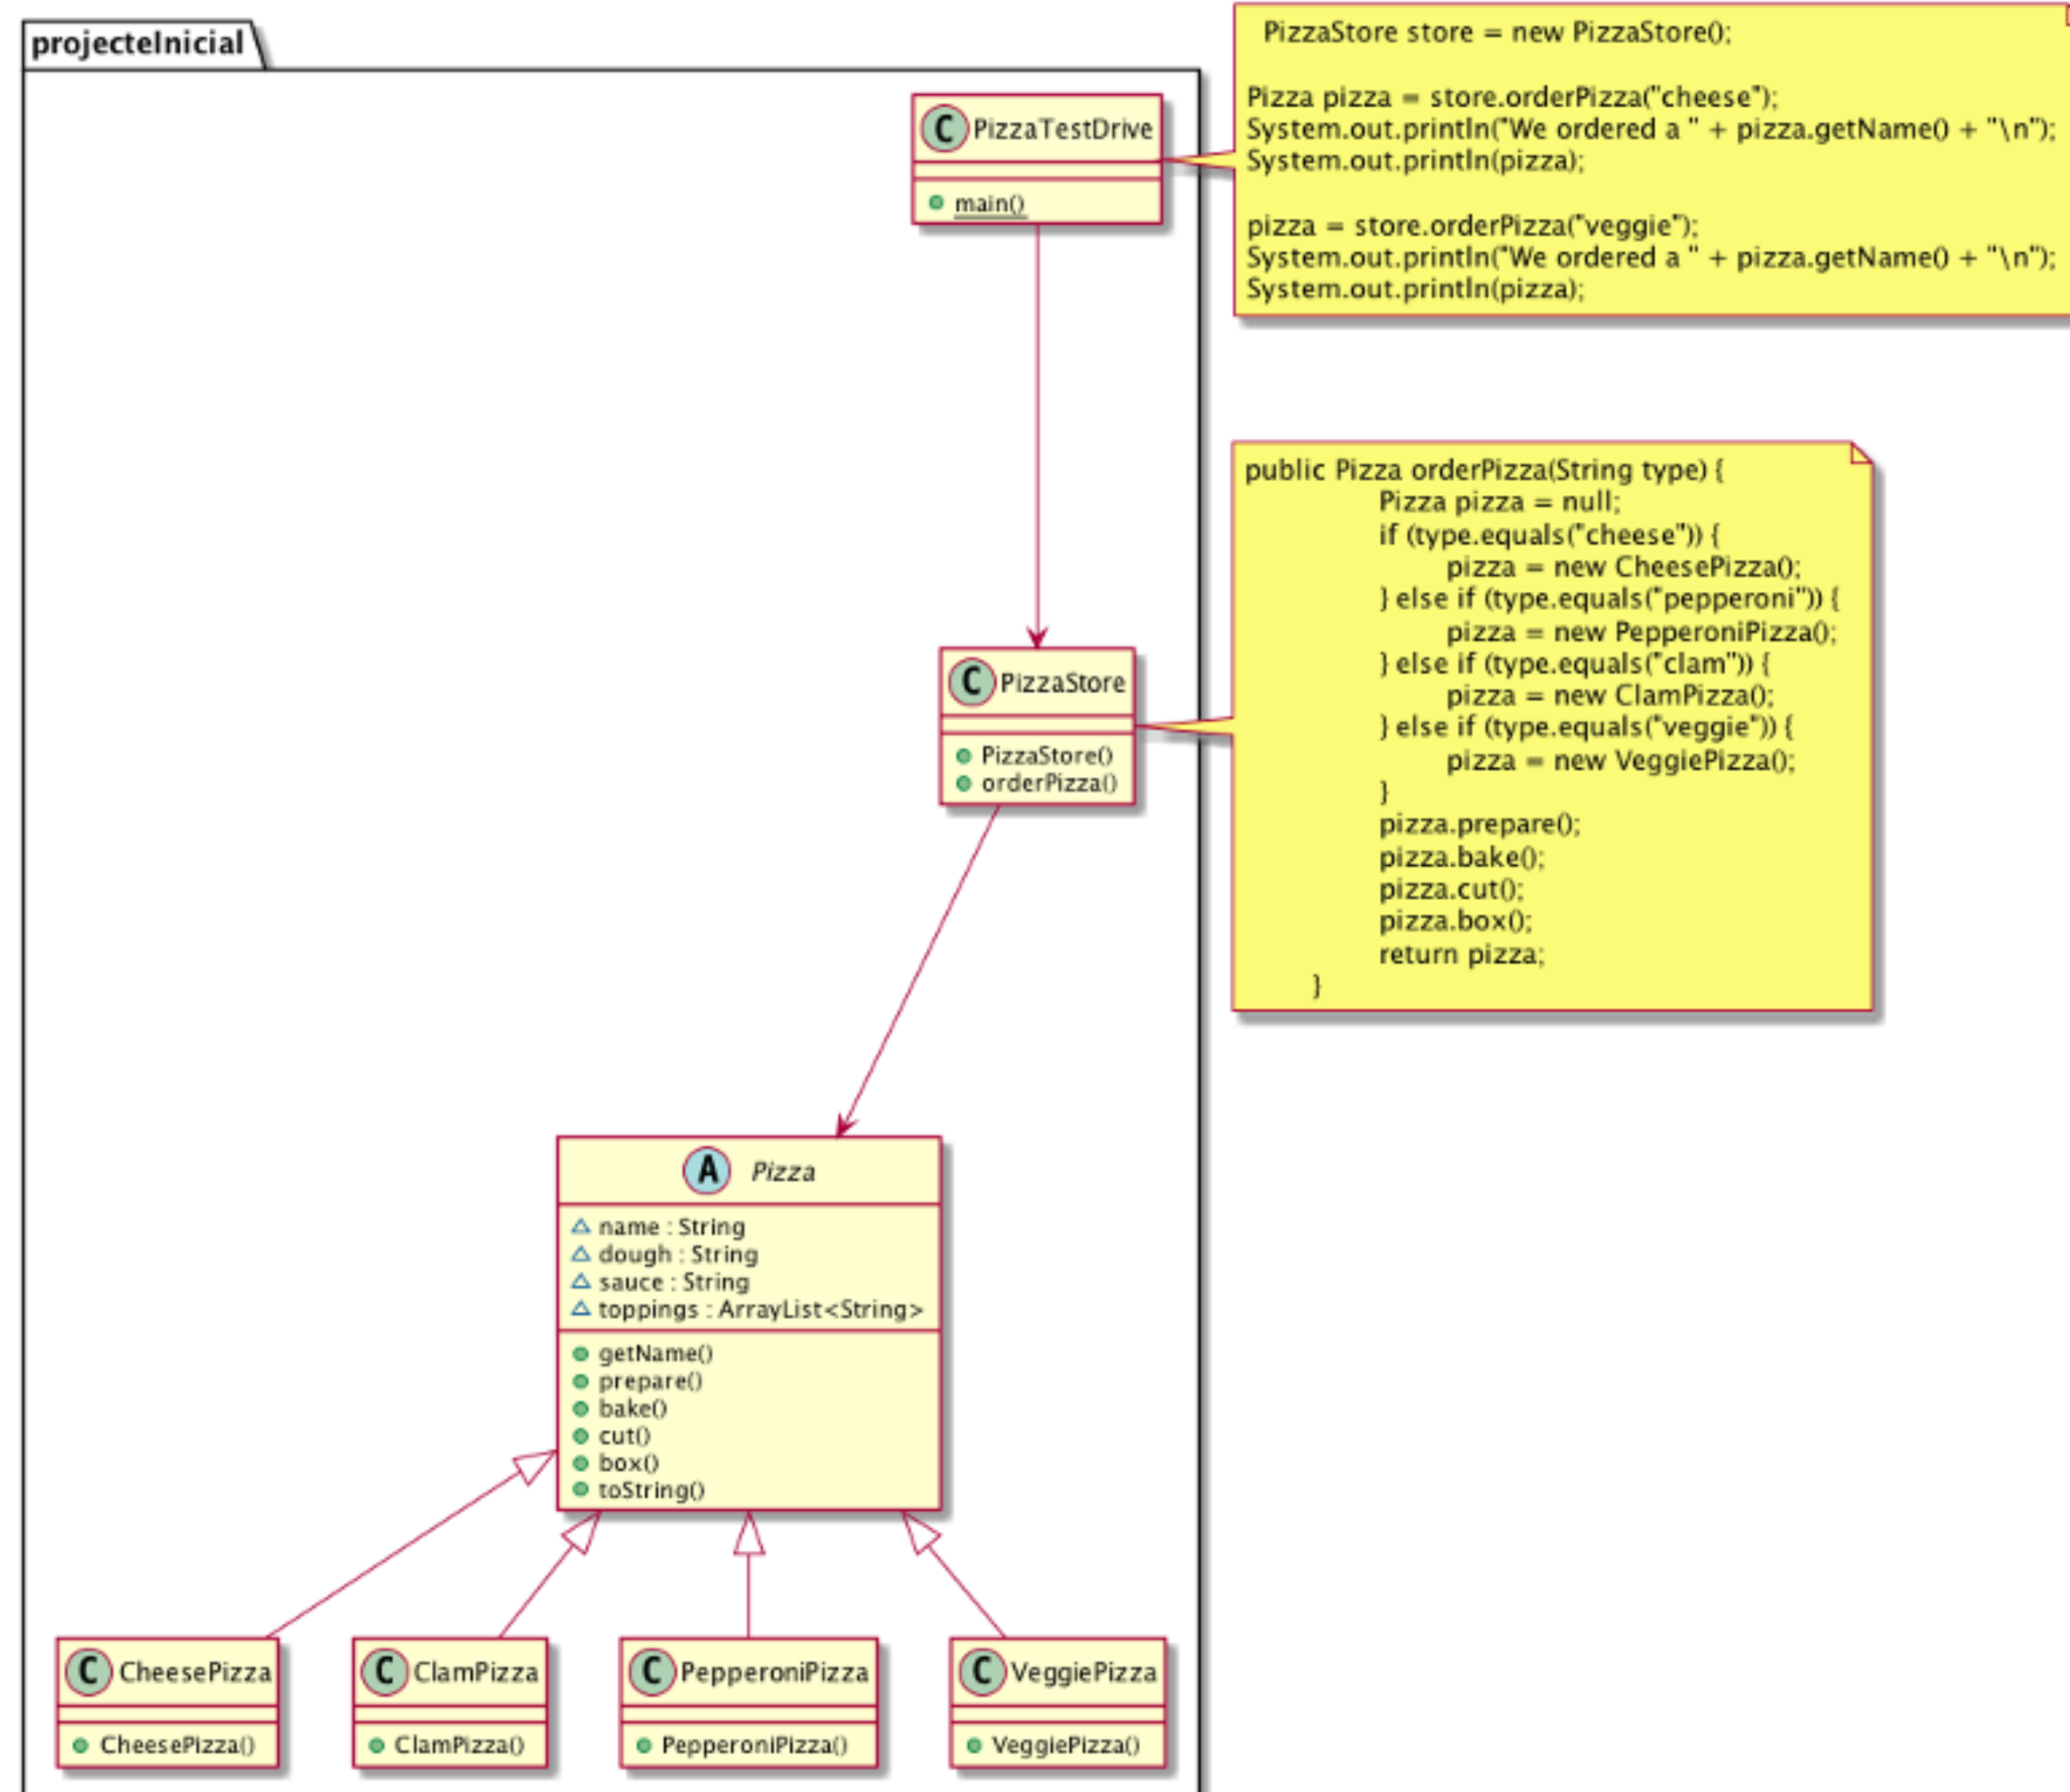 projecteInicial
C PizzaTestDrive
main()
PizzaStore store = new PizzaStore();
Pizza pizza = store.orderPizza("cheese");
System.out.println("We ordered a " + pizza.getName() + "\n");
System.out.println(pizza);
pizza = store.orderPizza("veggie");
System.out.println("We ordered a " + pizza.getName() + "\n");
System.out.println(pizza);
C PizzaStore
PizzaStore()
orderPizza()
public Pizza orderPizza(String type) {
Pizza pizza = null;
if (type.equals("cheese")) {
pizza = new CheesePizza();
} else if (type.equals("pepperoni")) {
pizza = new PepperoniPizza();
} else if (type.equals("clam")) {
pizza = new ClamPizza();
} else if (type.equals("veggie")) {
pizza = new VeggiePizza();
}
pizza.prepare();
pizza.bake();
pizza.cut();
pizza.box();
return pizza;
}
A Pizza
name : String
dough : String
sauce : String
toppings : ArrayList<String>
getName()
prepare()
bake()
cut()
box()
toString()
C CheesePizza
CheesePizza()
C ClamPizza
ClamPizza()
C PepperoniPizza
PepperoniPizza()
C VeggiePizza
VeggiePizza()